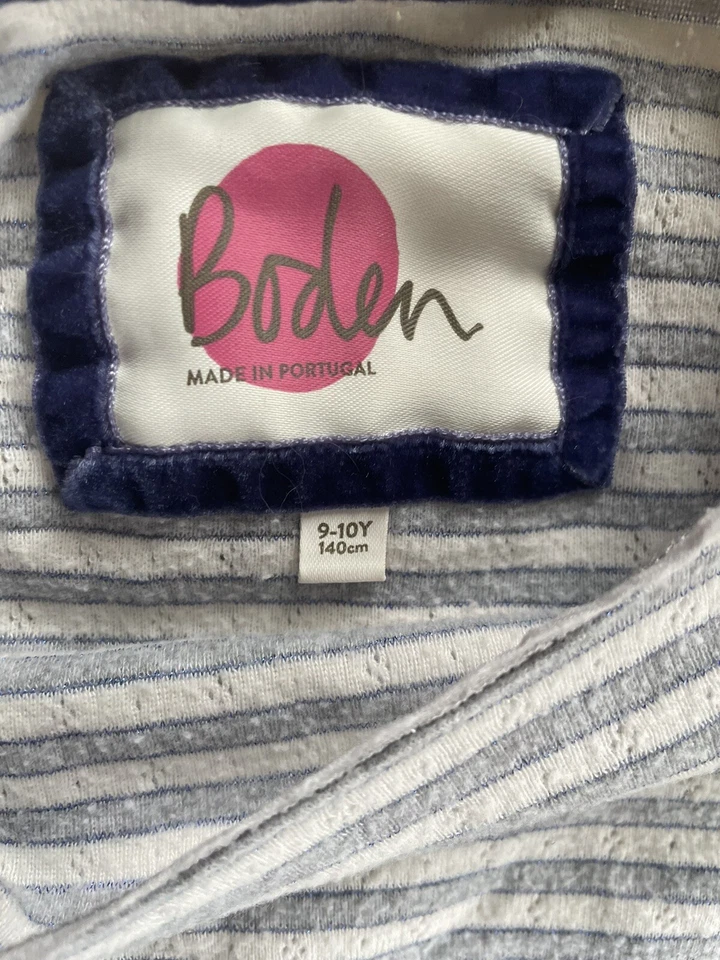 Boden
MADE IN PORTUGAL
9-10Y
140cm